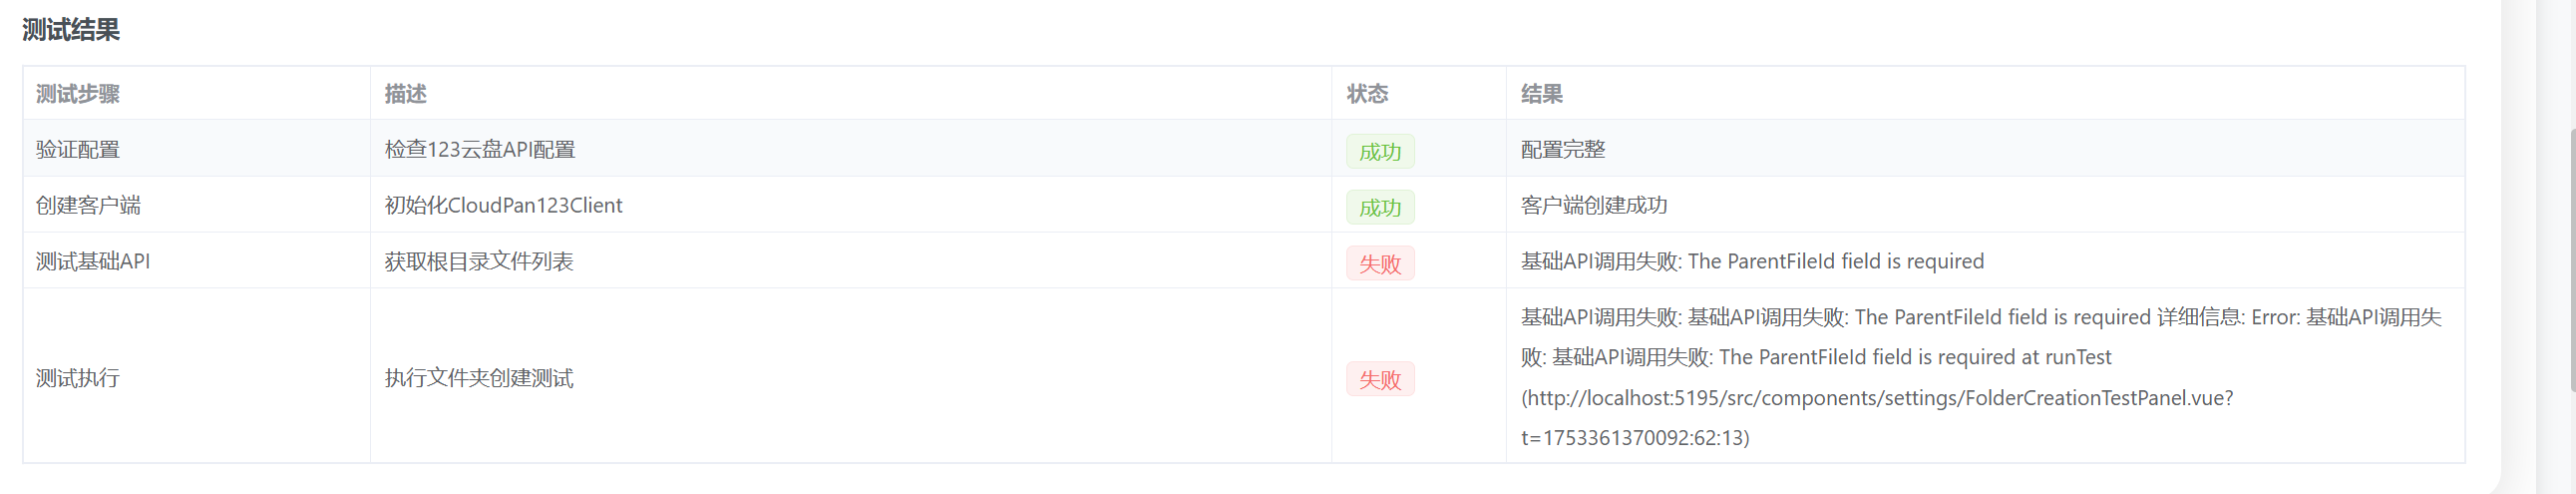 测试结果
测试步骤 描述 状态 结果
验证配置 检查123云盘API配置 成功 配置完整
创建客户端 初始化CloudPan123Client 成功 客户端创建成功
测试基础API 获取根目录文件列表 失败 基础API调用失败: The ParentFileId field is required
测试执行 执行文件夹创建测试 失败 基础API调用失败: 基础API调用失败: The ParentFileId field is required 详细信息: Error: 基础API调用失
败: 基础API调用失败: The ParentFileId field is required at runTest
(http://localhost:5195/src/components/settings/FolderCreationTestPanel.vue?
t=1753361370092:62:13)